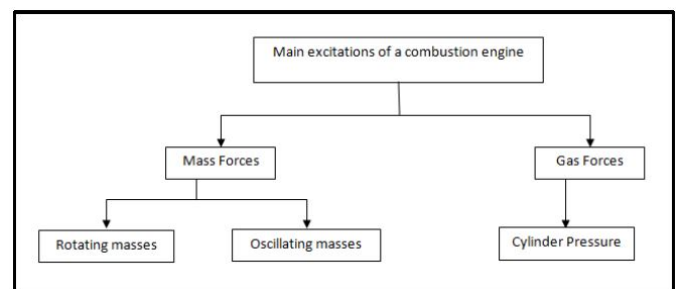 Main excitations of a combustion engine
Mass Forces
Gas Forces
Rotating masses
Oscillating masses
Cylinder Pressure